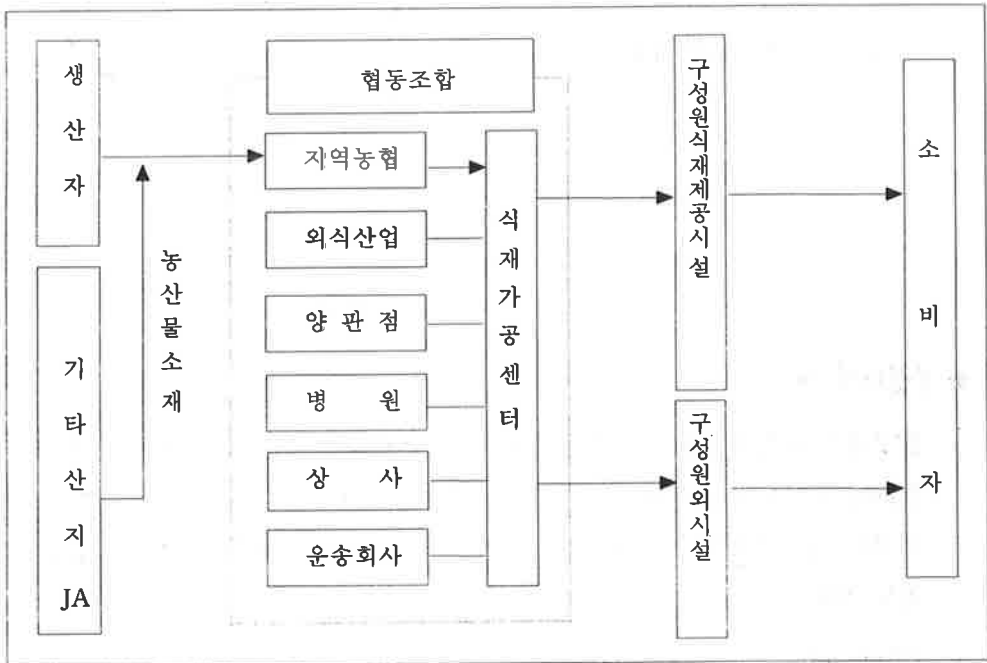 생산자
기타산지 JA
농산물소재
협동조합
지역농협
외식산업
양 판 점
병 원
상 사
운송회사
식재가공센터
구성원식재제공시설
구성원외시설
소비자